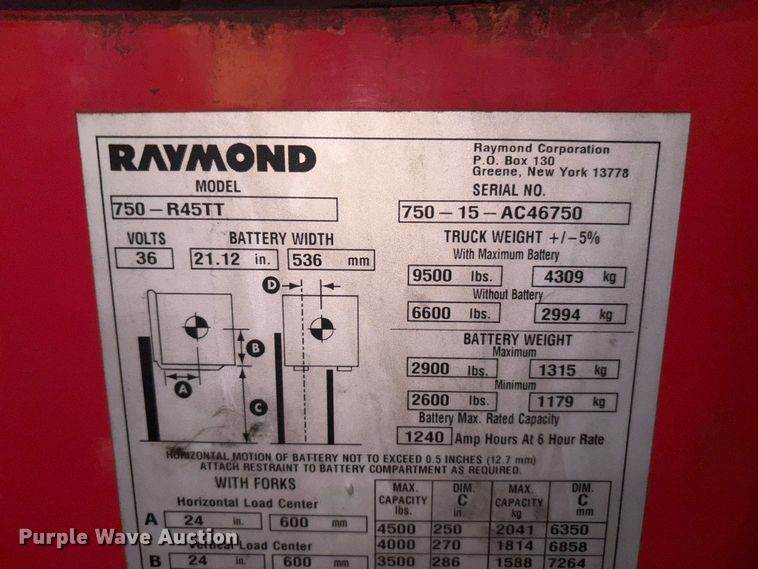 RAYMOND
Raymond Corporation
P.O. Box 130
Greene, New York 13778
MODEL
750-R45TT
SERIAL NO.
750-15-AC46750
VOLTS
36
BATTERY WIDTH
21.12 in. 536 mm
TRUCK WEIGHT +/-5%
With Maximum Battery
9500 lbs. 4309 kg
Without Battery
6600 lbs. 2994 kg
D
B
A
C
BATTERY WEIGHT
Maximum
2900 lbs. 1315 kg
Minimum
2600 lbs. 1179 kg
Battery Max. Rated Capacity
1240 Amp Hours At 6 Hour Rate
HORIZONTAL MOTION OF BATTERY NOT TO EXCEED 0.5 INCHES (12.7 mm)
ATTACH RESTRAINT TO BATTERY COMPARTMENT AS REQUIRED.
WITH FORKS
Horizontal Load Center
A 24 in. 600 mm
Vertical Load Center
B 24 in. 600 mm
MAX. CAPACITY lbs. DIM. C in. MAX. CAPACITY kg DIM. C mm
4500 250 2041 6350
4000 270 1814 6858
3500 286 1588 7264
Purple Wave Auction